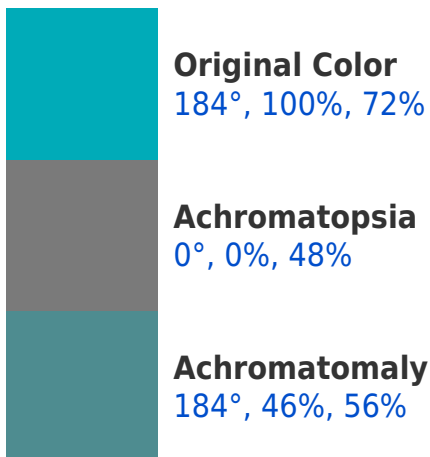 Original Color
184°, 100%, 72%
Achromatopsia
0°, 0%, 48%
Achromatomaly
184°, 46%, 56%